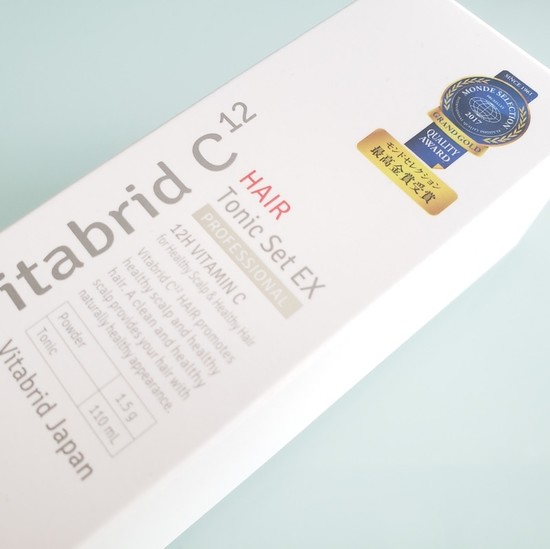 SINCE 1961
MONDE SELECTION
2017
GRAND GOLD
QUALITY
AWARD
モンドセレクション
最高金賞受賞
itabrid C12
HAIR
Tonic Set EX
PROFESSIONAL
12H VITAMIN C
for Healthy Scalp & Healthy Hair
Vitabrid C12 HAIR promotes
healthy scalp and healthy
hair. A clean and healthy
scalp provides your hair with
naturally healthy appearance.
Powder 1.5 g
Tonic 110 mL
Vitabrid Japan